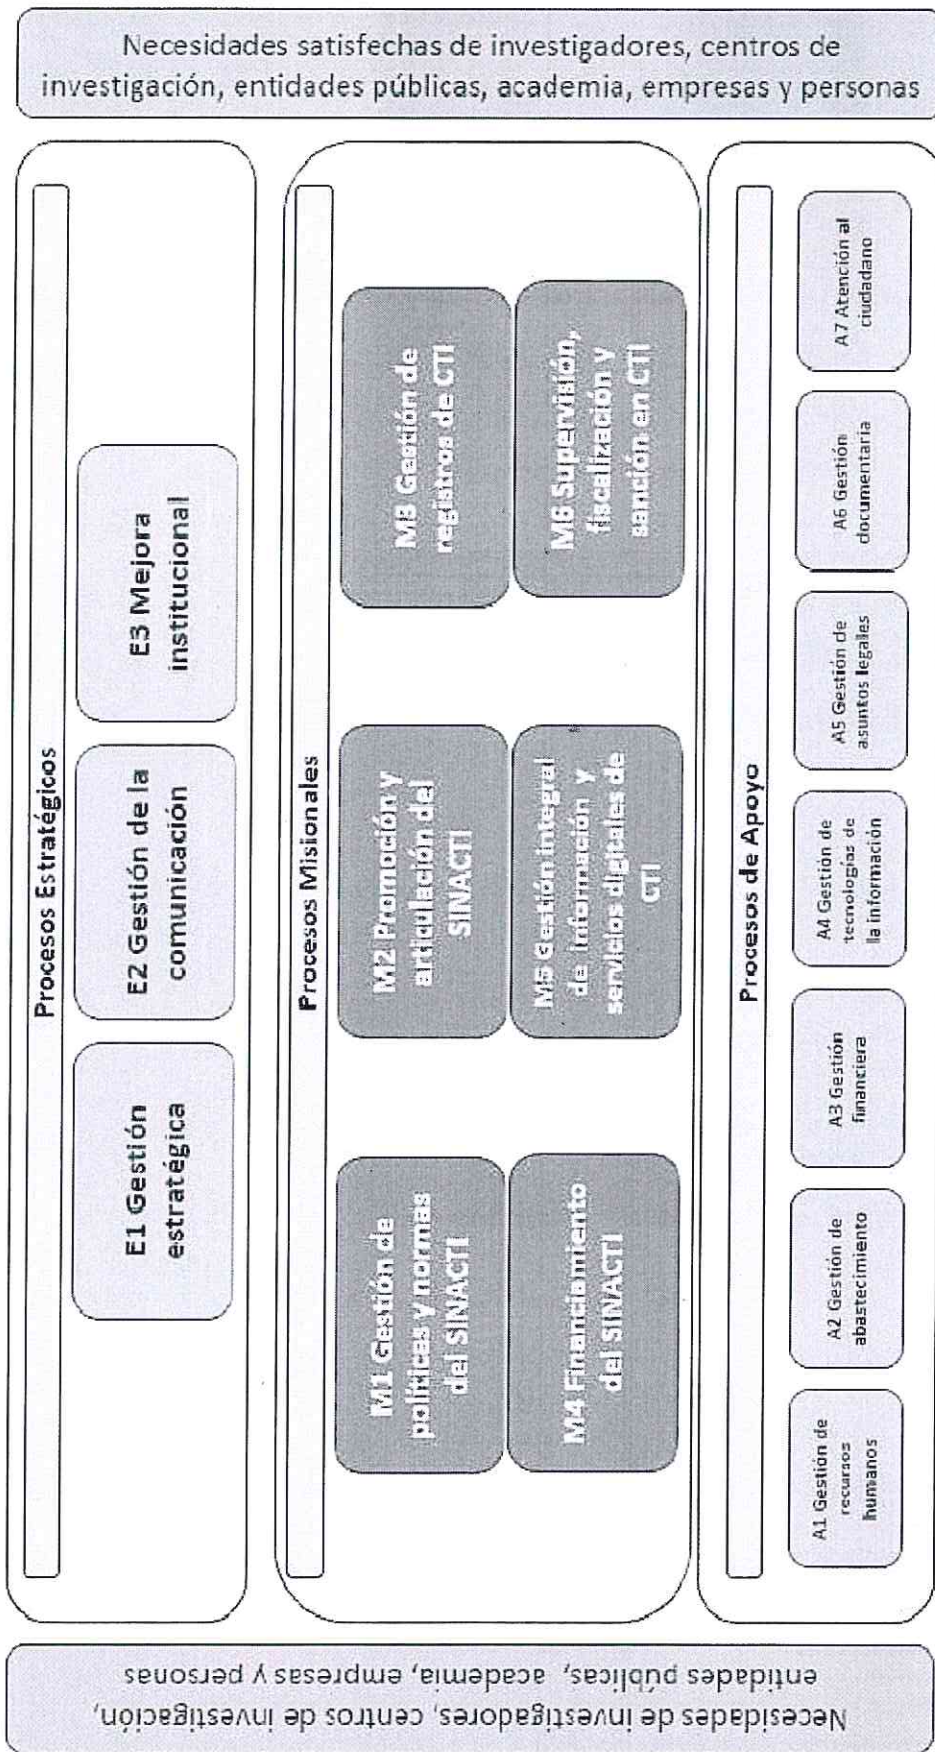 Necesidades de investigadores, centros de investigación,
entidades públicas, academia, empresas y personas
Procesos Estratégicos
E1 Gestión
estratégica
E2 Gestión de la
comunicación
E3 Mejora
institucional
Procesos Misionales
M1 Gestión de
políticas y normas
del SINACTI
M2 Promoción y
articulación del
SINACTI
M3 Gestión de
registros de CTI
M4 Financiamiento
del SINACTI
M5 Gestión integral
de información y
servicios digitales de
CTI
M6 Supervisión,
fiscalización y
sanción en CTI
Procesos de Apoyo
A1 Gestión de
recursos
humanos
A2 Gestión de
abastecimiento
A3 Gestión
financiera
A4 Gestión de
tecnologías de
la información
A5 Gestión de
asuntos legales
A6 Gestión
documentaria
A7 Atención al
ciudadano
Necesidades satisfechas de investigadores, centros de
investigación, entidades públicas, academia, empresas y personas